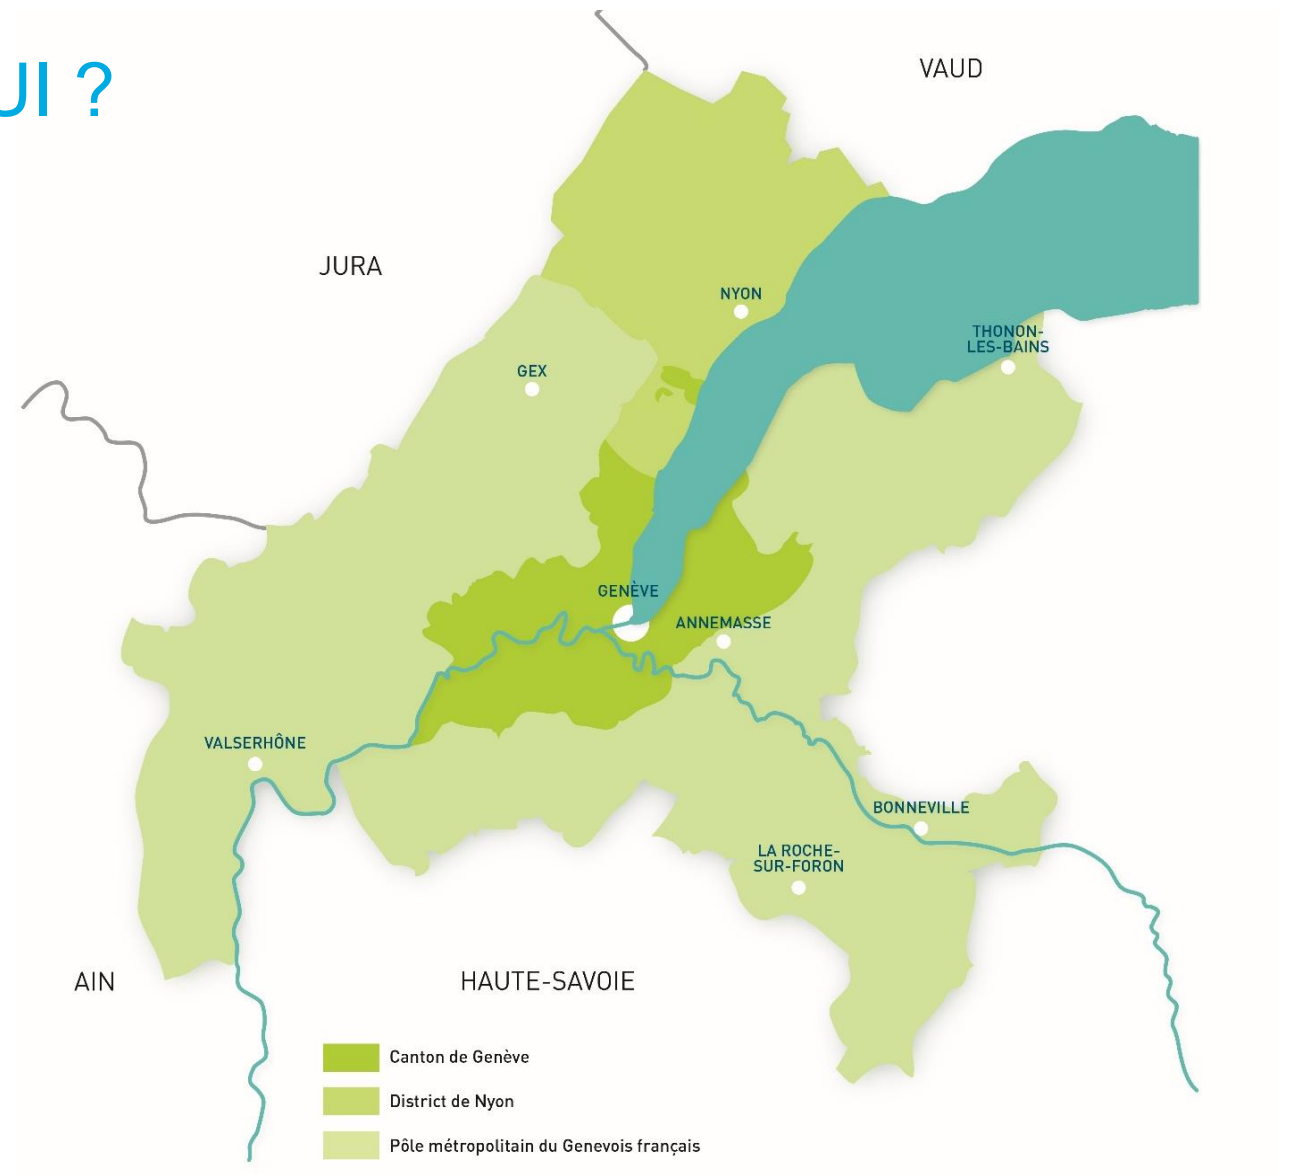 UI ?
VAUD
JURA
NYON
THONON-
LES-BAINS
GEX
GENÈVE
ANNEMASSE
VALSERHÔNE
BONNEVILLE
LA ROCHE-
SUR-FORON
AIN
HAUTE-SAVOIE
Canton de Genève
District de Nyon
Pôle métropolitain du Genevois français